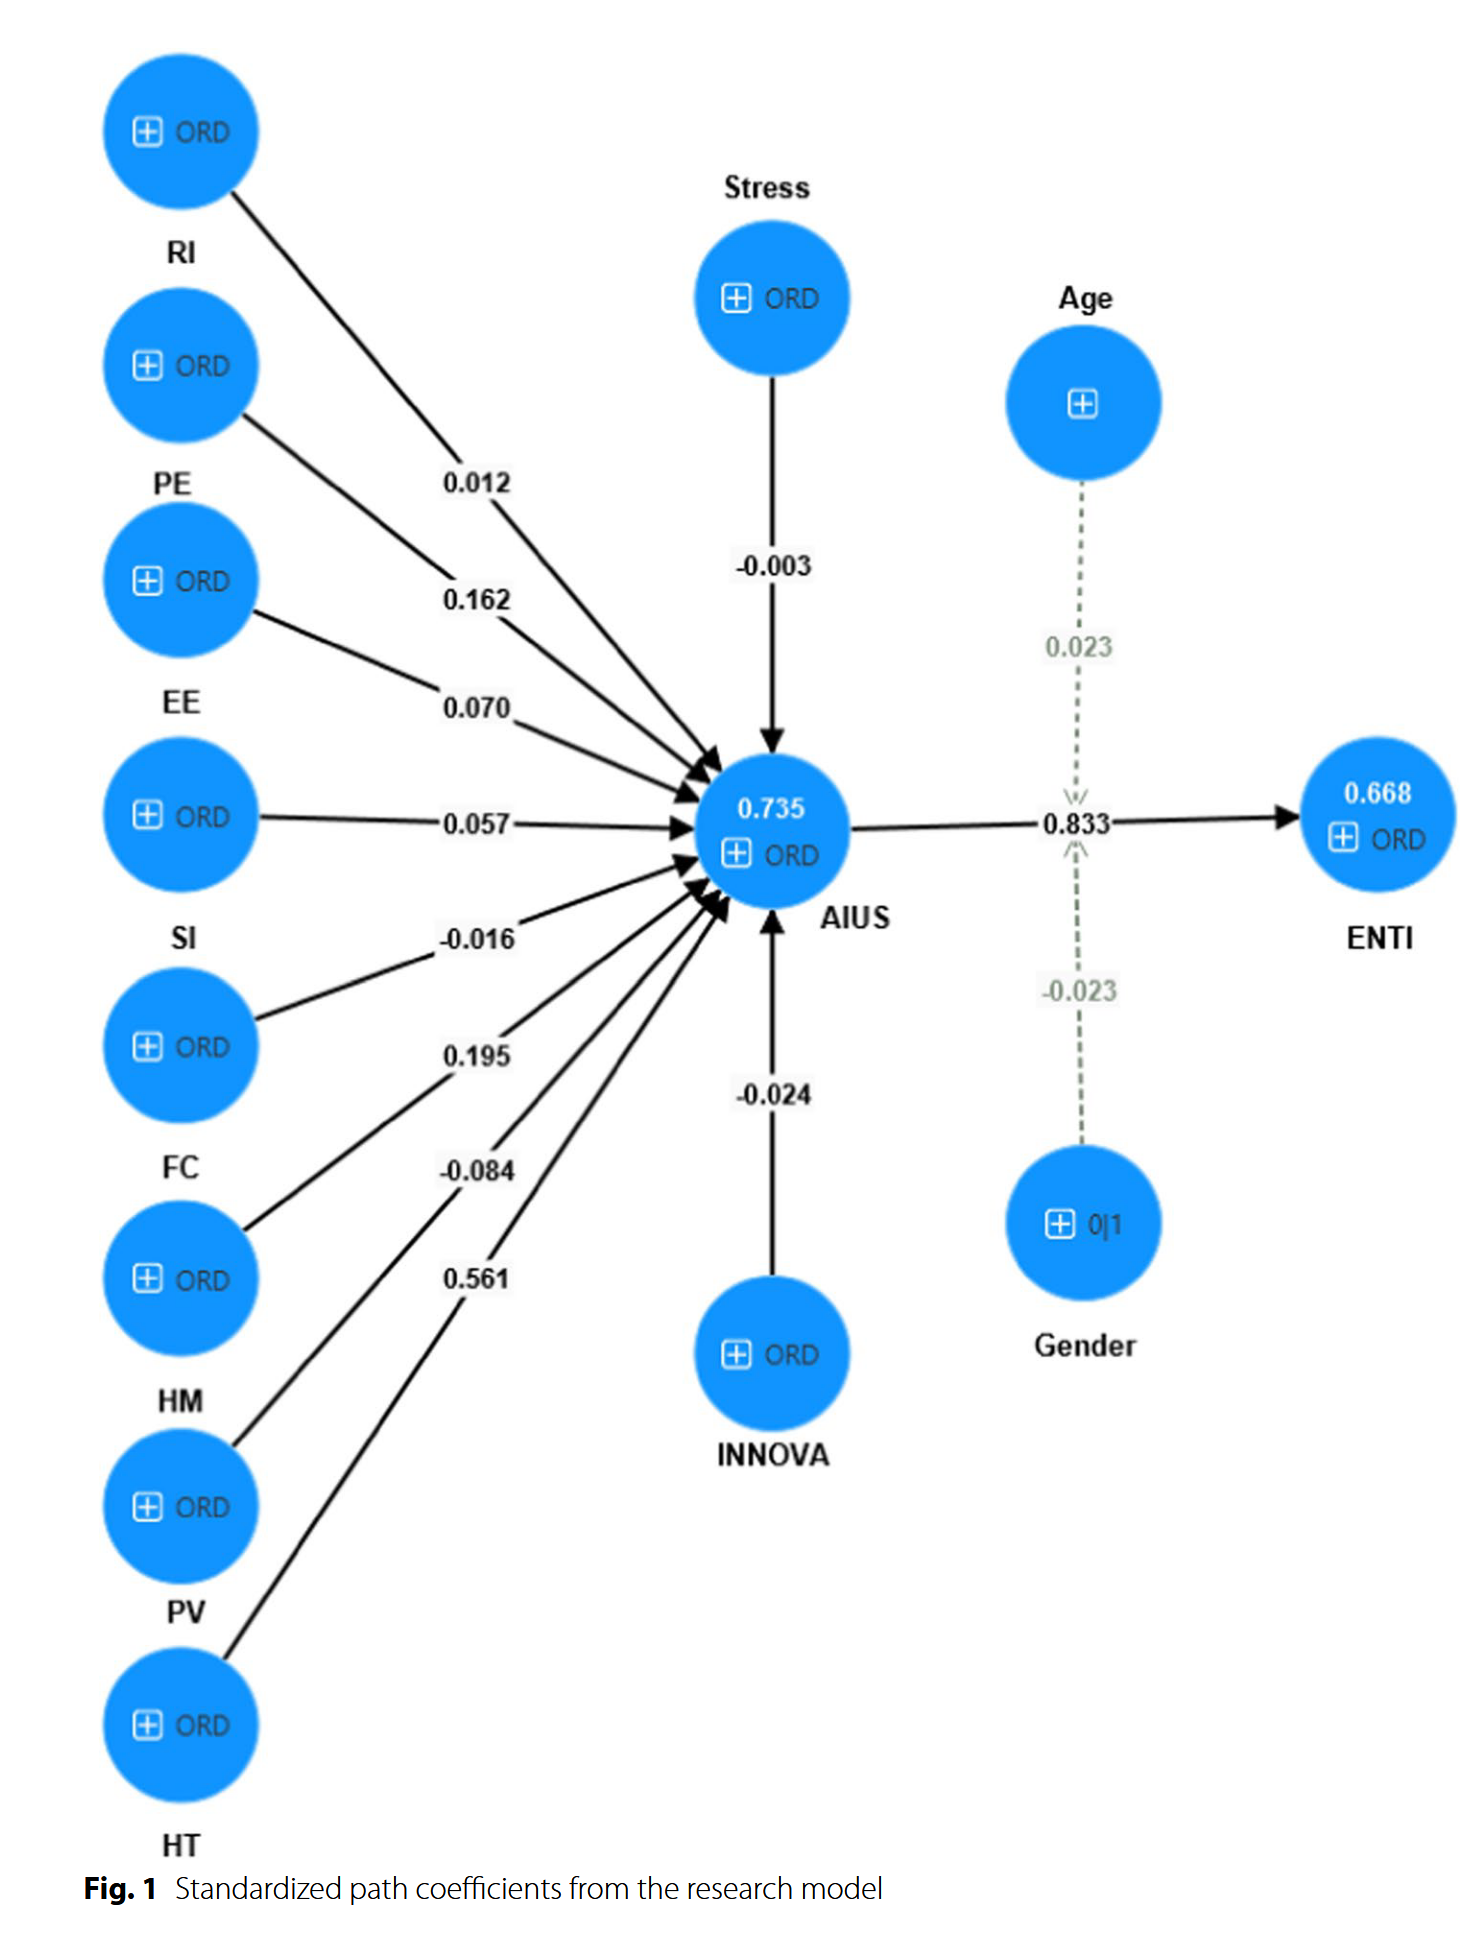 ORD
RI
ORD
PE
ORD
EE
ORD
SI
ORD
FC
ORD
HM
ORD
PV
ORD
HT
0.012
0.162
0.070
0.057
-0.016
0.195
-0.084
0.561
Stress
ORD
-0.003
0.735
ORD
AIUS
-0.024
ORD
INNOVA
Age
0.023
0.833
-0.023
0|1
Gender
0.668
ORD
ENTI
Fig. 1 Standardized path coefficients from the research model